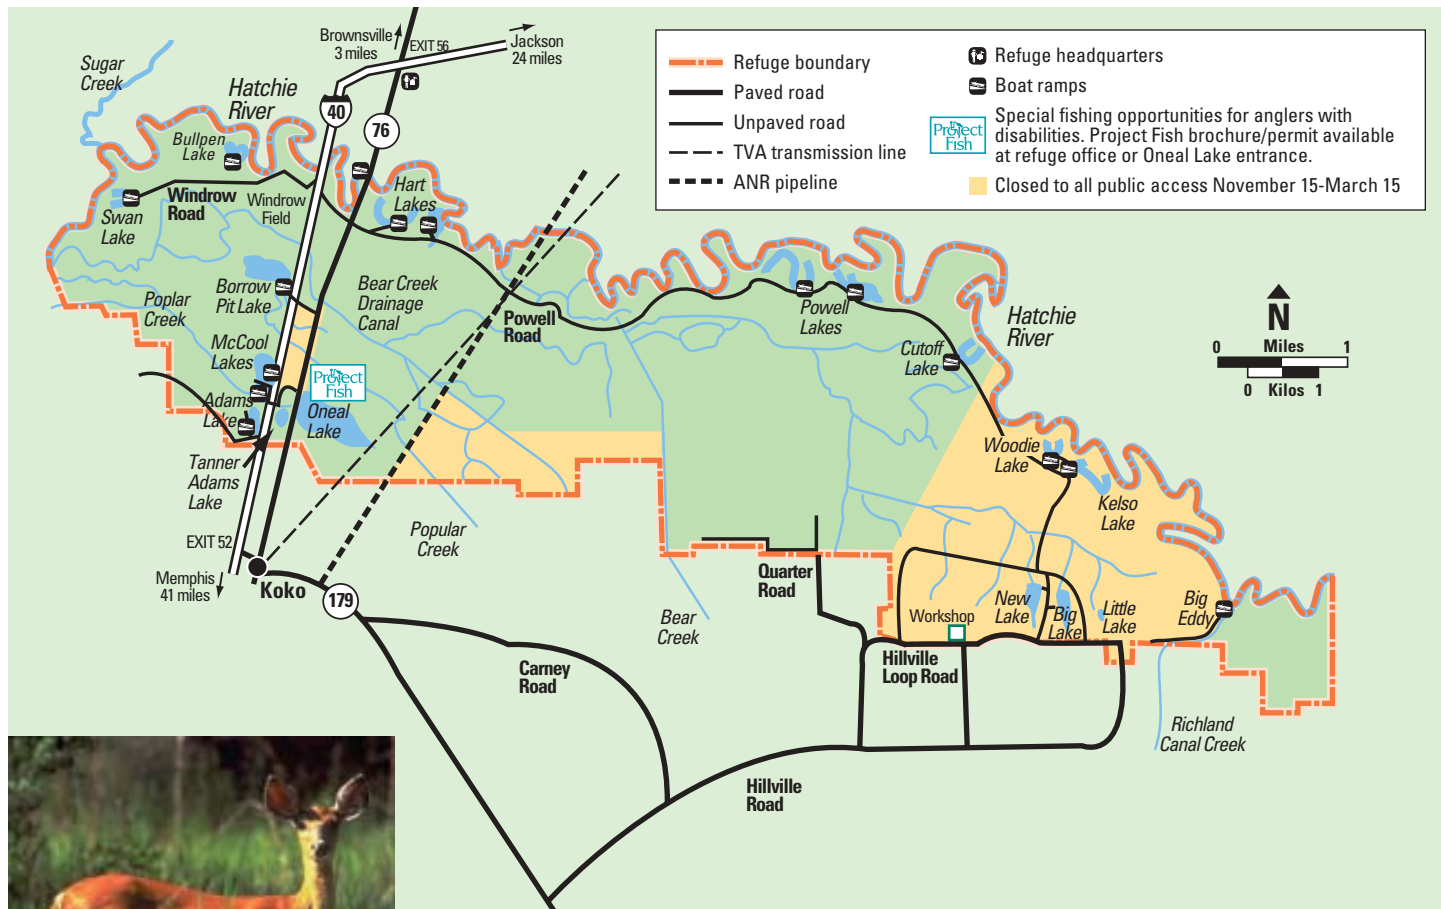 Brownsville
3 miles
EXIT 56
Jackson
24 miles
Sugar
Creek
Hatchie
River
40
76
Bullpen
Lake
Hart
Lakes
Windrow
Road
Windrow
Field
Swan
Lake
Borrow
Pit Lake
Bear Creek
Drainage
Canal
Poplar
Creek
Powell
Road
Powell
Lakes
Hatchie
River
McCool
Lakes
Cutoff
Lake
Project
Fish
Adams
Lake
Oneal
Lake
Tanner
Adams
Lake
Woodie
Lake
Kelso
Lake
EXIT 52
Popular
Creek
Memphis
41 miles
Koko
179
Quarter
Road
Bear
Creek
Workshop
New
Lake
Big
Lake
Little
Lake
Big
Eddy
Carney
Road
Hillville
Loop Road
Richland
Canal Creek
Hillville
Road
Refuge boundary
Paved road
Unpaved road
TVA transmission line
ANR pipeline
Refuge headquarters
Boat ramps
Project
Fish
Special fishing opportunities for anglers with
disabilities. Project Fish brochure/permit available
at refuge office or Oneal Lake entrance.
Closed to all public access November 15-March 15
N
0 Miles 1
0 Kilos 1